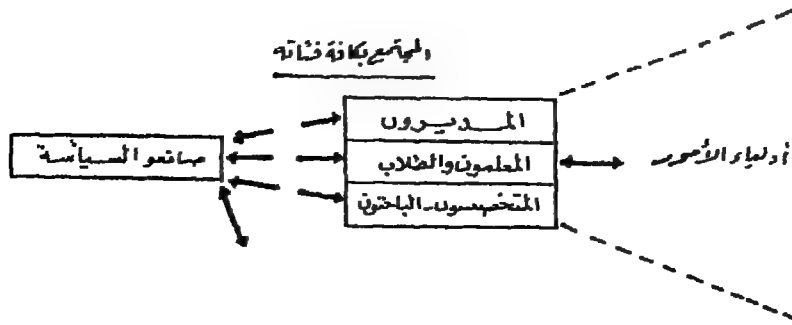 المجتمع بكافة فئاته
المديرون
صانعو السياسة
المعلمون والطلاب
أولياء الأمور
المتخصصون - الباحثون